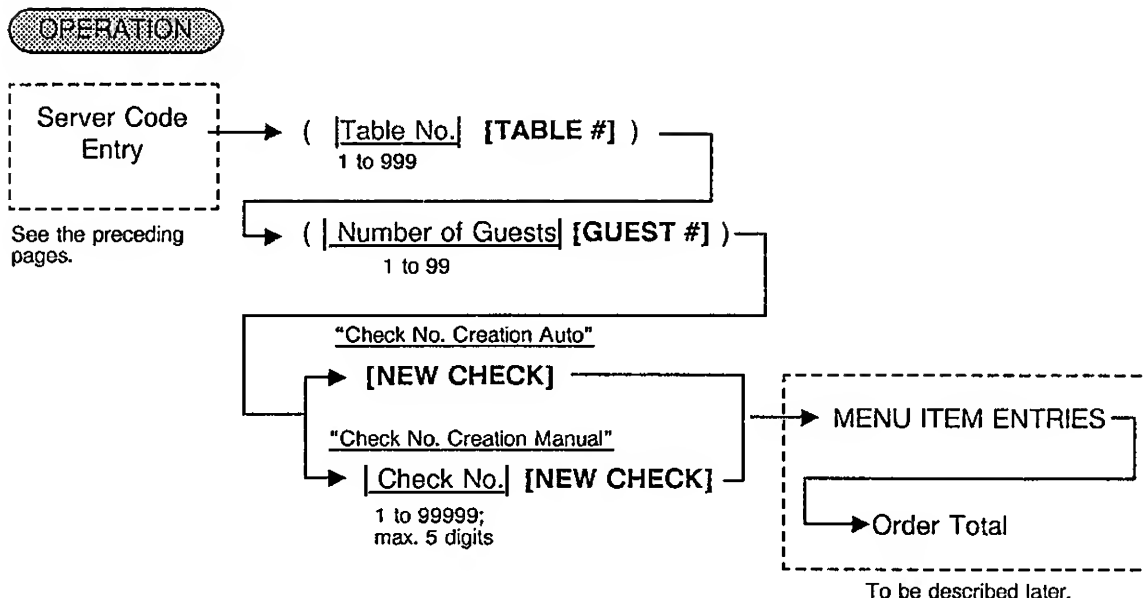 OPERATION
Server Code
Entry
See the preceding
pages.
( |Table No.| [TABLE #] )
1 to 999
( |Number of Guests| [GUEST #] )
1 to 99
"Check No. Creation Auto"
[NEW CHECK]
"Check No. Creation Manual"
|Check No.| [NEW CHECK]
1 to 99999;
max. 5 digits
MENU ITEM ENTRIES
Order Total
To be described later.